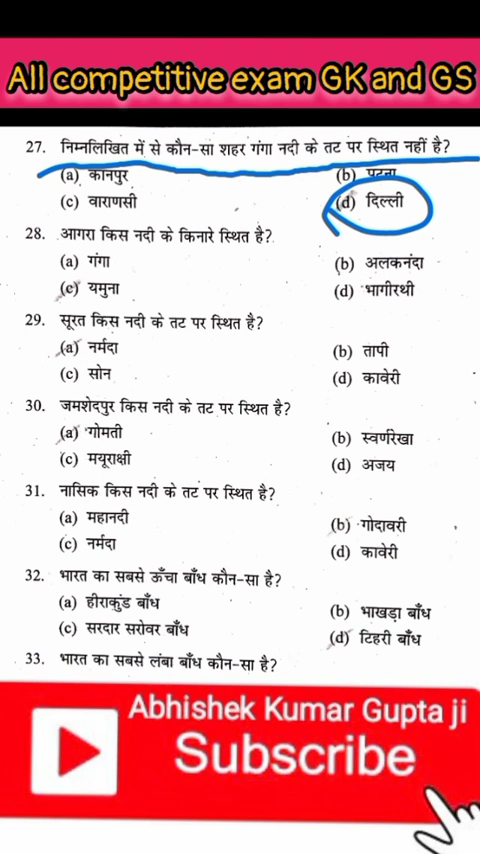 All competitive exam GK and GS
27. निम्नलिखित में से कौन-सा शहर गंगा नदी के तट पर स्थित नहीं है?
(a) कानपुर (b) पटना
(c) वाराणसी (d) दिल्ली
28. आगरा किस नदी के किनारे स्थित है?
(a) गंगा (b) अलकनंदा
(c) यमुना (d) भागीरथी
29. सूरत किस नदी के तट पर स्थित है?
(a) नर्मदा (b) तापी
(c) सोन (d) कावेरी
30. जमशेदपुर किस नदी के तट पर स्थित है?
(a) गोमती (b) स्वर्णरेखा
(c) मयूराक्षी (d) अजय
31. नासिक किस नदी के तट पर स्थित है?
(a) महानदी (b) गोदावरी
(c) नर्मदा (d) कावेरी
32. भारत का सबसे ऊँचा बाँध कौन-सा है?
(a) हीराकुंड बाँध (b) भाखड़ा बाँध
(c) सरदार सरोवर बाँध (d) टिहरी बाँध
33. भारत का सबसे लंबा बाँध कौन-सा है?
Abhishek Kumar Gupta ji
Subscribe